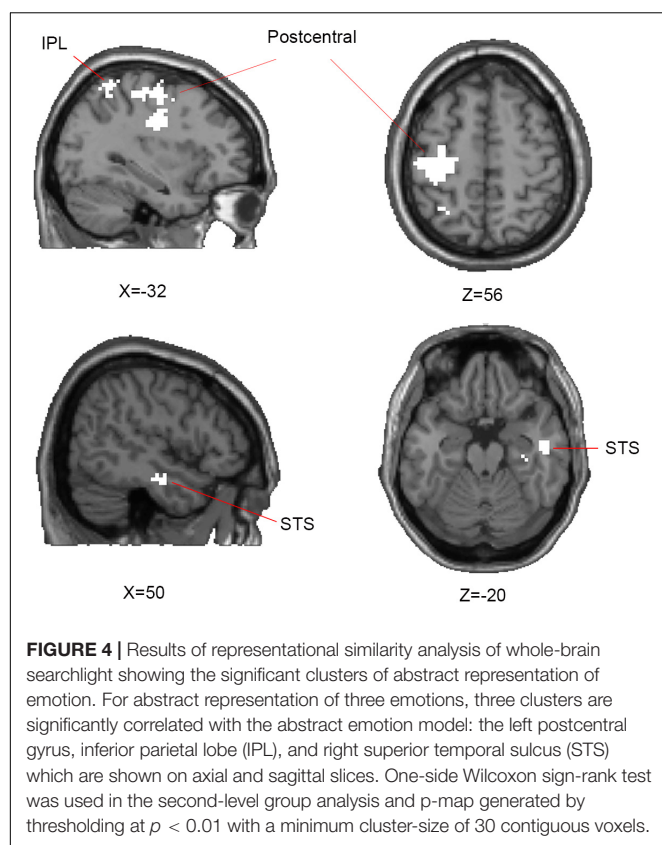 IPL
Postcentral
X=-32
Z=56
STS
STS
X=50
Z=-20
FIGURE 4 | Results of representational similarity analysis of whole-brain
searchlight showing the significant clusters of abstract representation of
emotion. For abstract representation of three emotions, three clusters are
significantly correlated with the abstract emotion model: the left postcentral
gyrus, inferior parietal lobe (IPL), and right superior temporal sulcus (STS)
which are shown on axial and sagittal slices. One-side Wilcoxon sign-rank test
was used in the second-level group analysis and p-map generated by
thresholding at p < 0.01 with a minimum cluster-size of 30 contiguous voxels.